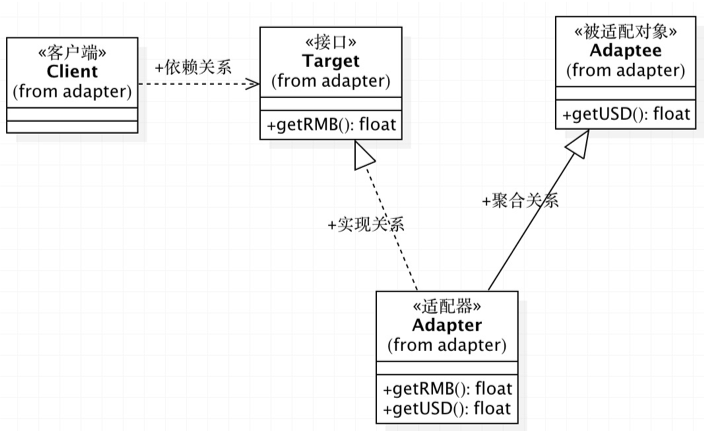 «客户端»
Client
(from adapter)
+依赖关系
«接口»
Target
(from adapter)
+getRMB(): float
«被适配对象»
Adaptee
(from adapter)
+getUSD(): float
+实现关系
+聚合关系
«适配器»
Adapter
(from adapter)
+getRMB(): float
+getUSD(): float